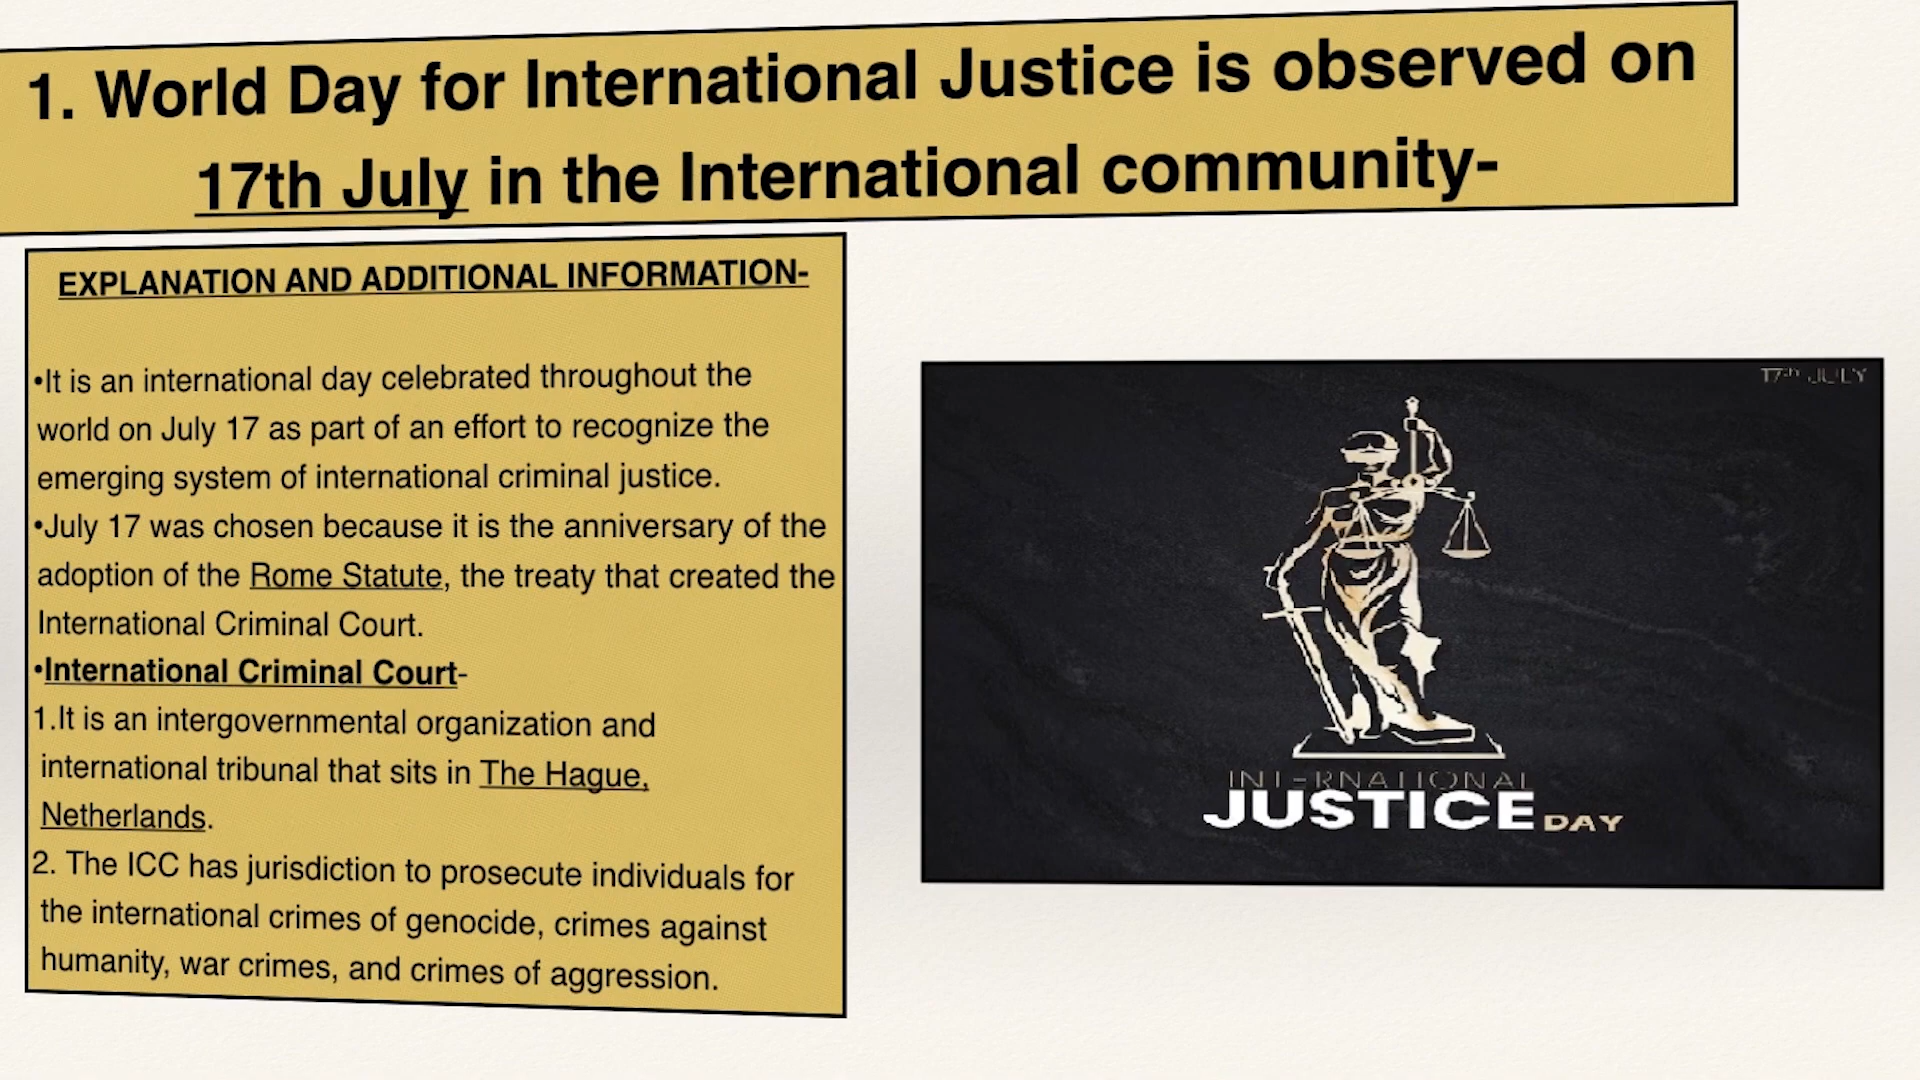 1. World Day for International Justice is observed on
17th July in the International community-
EXPLANATION AND ADDITIONAL INFORMATION-
•It is an international day celebrated throughout the
world on July 17 as part of an effort to recognize the
emerging system of international criminal justice.
•July 17 was chosen because it is the anniversary of the
adoption of the Rome Statute, the treaty that created the
International Criminal Court.
•International Criminal Court-
1.It is an intergovernmental organization and
international tribunal that sits in The Hague,
Netherlands.
2. The ICC has jurisdiction to prosecute individuals for
the international crimes of genocide, crimes against
humanity, war crimes, and crimes of aggression.
17th JULY
INTERNATIONAL
JUSTICE DAY